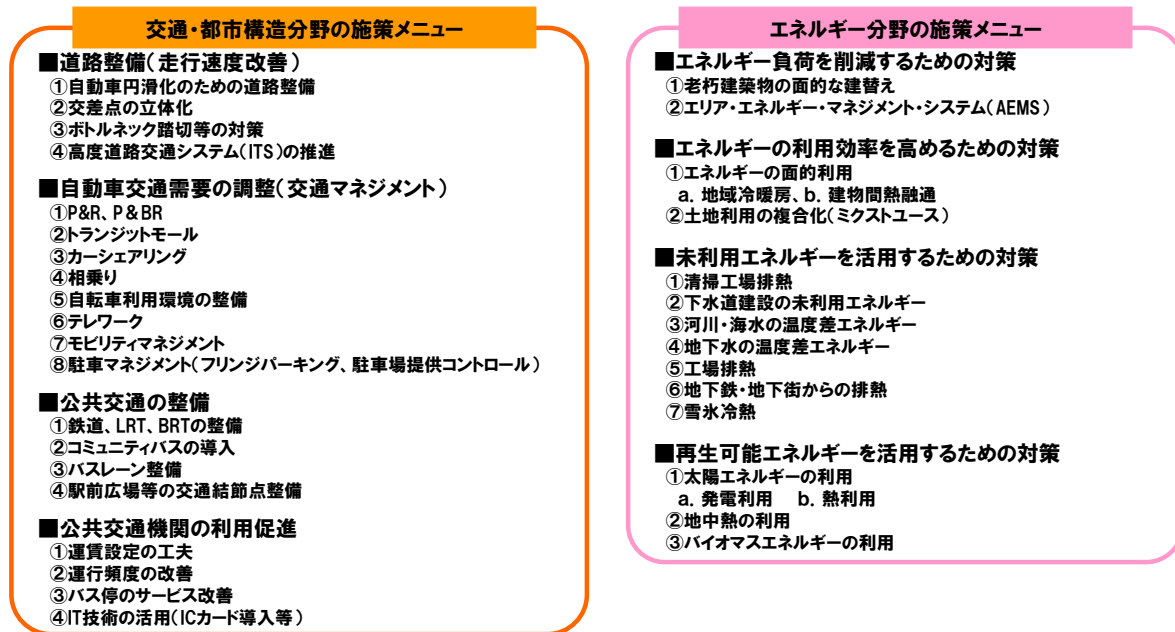 交通・都市構造分野の施策メニュー
■道路整備(走行速度改善)
①自動車円滑化のための道路整備
②交差点の立体化
③ボトルネック踏切等の対策
④高度道路交通システム(ITS)の推進
■自動車交通需要の調整(交通マネジメント)
①P&R、P&BR
②トランジットモール
③カーシェアリング
④相乗り
⑤自転車利用環境の整備
⑥テレワーク
⑦モビリティマネジメント
⑧駐車マネジメント(フリンジパーキング、駐車場提供コントロール)
■公共交通の整備
①鉄道、LRT、BRTの整備
②コミュニティバスの導入
③バスレーン整備
④駅前広場等の交通結節点整備
■公共交通機関の利用促進
①運賃設定の工夫
②運行頻度の改善
③バス停のサービス改善
④IT技術の活用(ICカード導入等)
エネルギー分野の施策メニュー
■エネルギー負荷を削減するための対策
①老朽建築物の面的な建替え
②エリア・エネルギー・マネジメント・システム(AEMS)
■エネルギーの利用効率を高めるための対策
①エネルギーの面的利用
a. 地域冷暖房、b. 建物間熱融通
②土地利用の複合化(ミクストユース)
■未利用エネルギーを活用するための対策
①清掃工場排熱
②下水道建設の未利用エネルギー
③河川・海水の温度差エネルギー
④地下水の温度差エネルギー
⑤工場排熱
⑥地下鉄・地下街からの排熱
⑦雪氷冷熱
■再生可能エネルギーを活用するための対策
①太陽エネルギーの利用
a. 発電利用 b. 熱利用
②地中熱の利用
③バイオマスエネルギーの利用